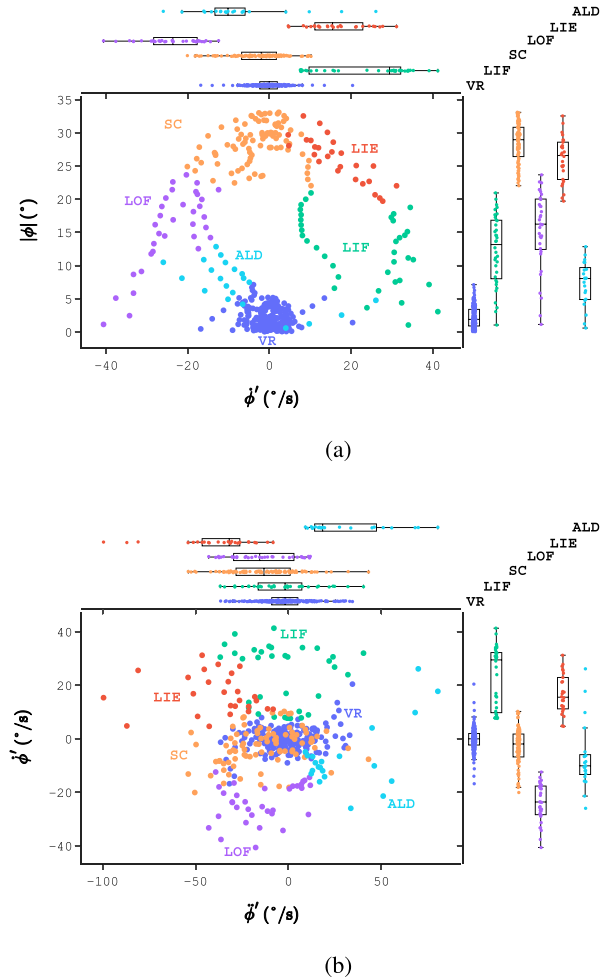 ALD
LIE
LOF
SC
LIF
VR
35
30
25
20
15
10
5
0
|ϕ| (°)
SC
LIE
LOF
LIF
ALD
VR
−40
−20
0
20
40
ϕ̇′ (°/s)
(a)
ALD
LIE
LOF
SC
LIF
VR
40
20
0
−20
−40
ϕ̇′ (°/s)
LIF
LIE
VR
SC
ALD
LOF
−100
−50
0
50
ϕ̈′ (°/s)
(b)